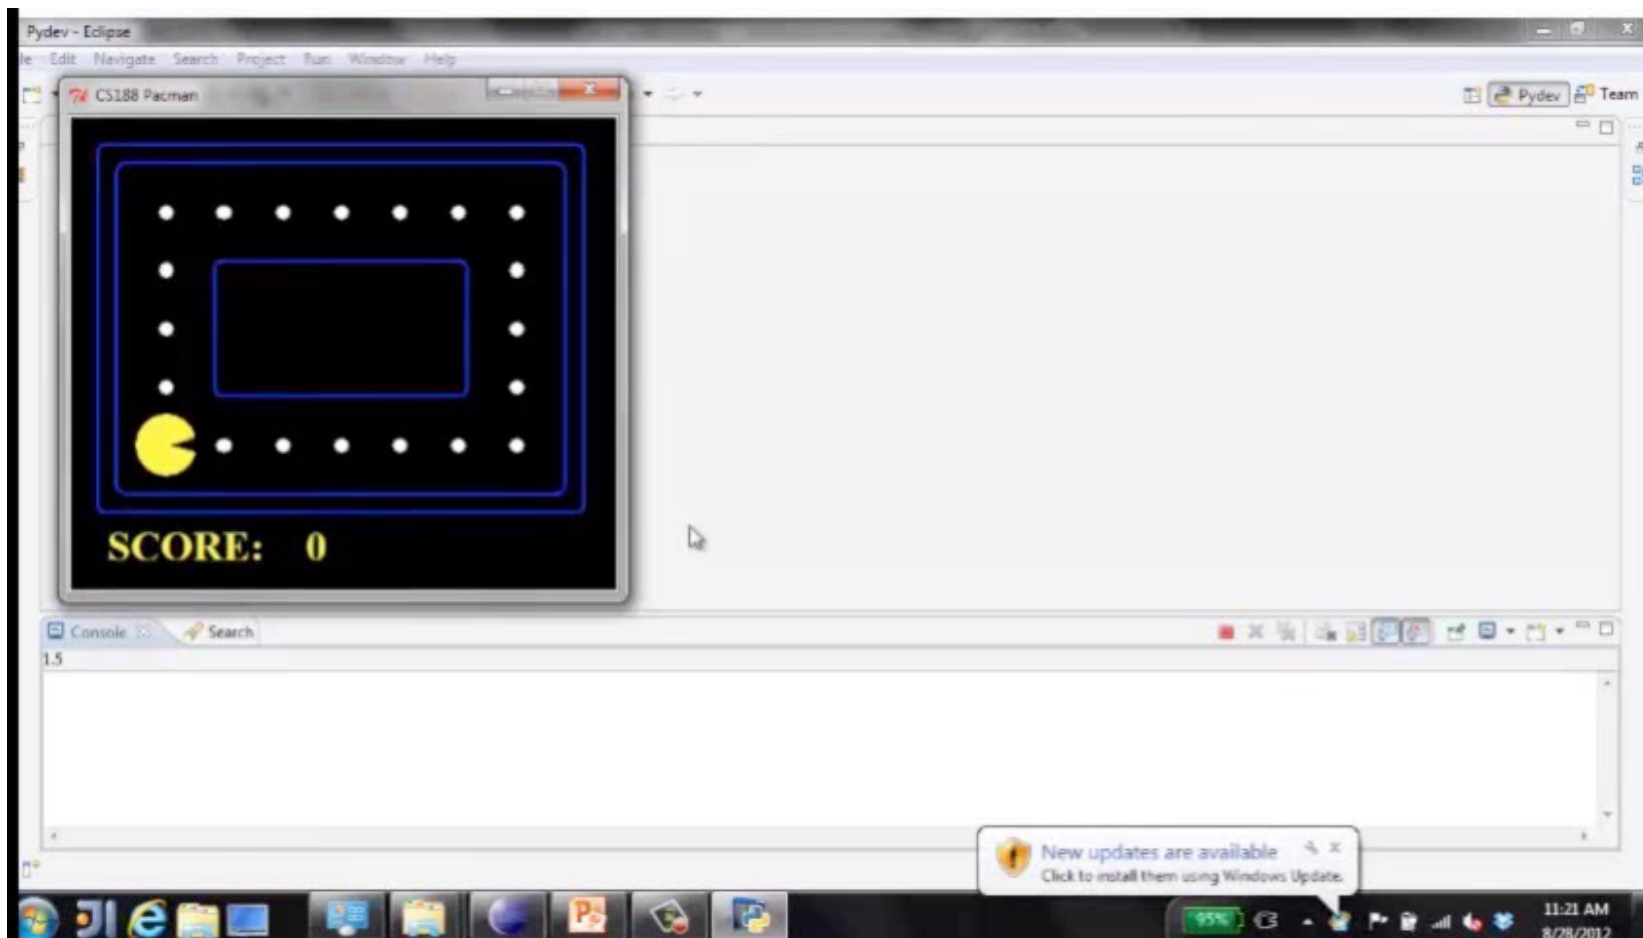 Pydev - Eclipse
Edit Navigate Search Project Run Window Help
CS188 Pacman
Pydev
Team
SCORE: 0
Console
Search
1.5
New updates are available
Click to install them using Windows Update.
95%
11:21 AM
8/28/2012